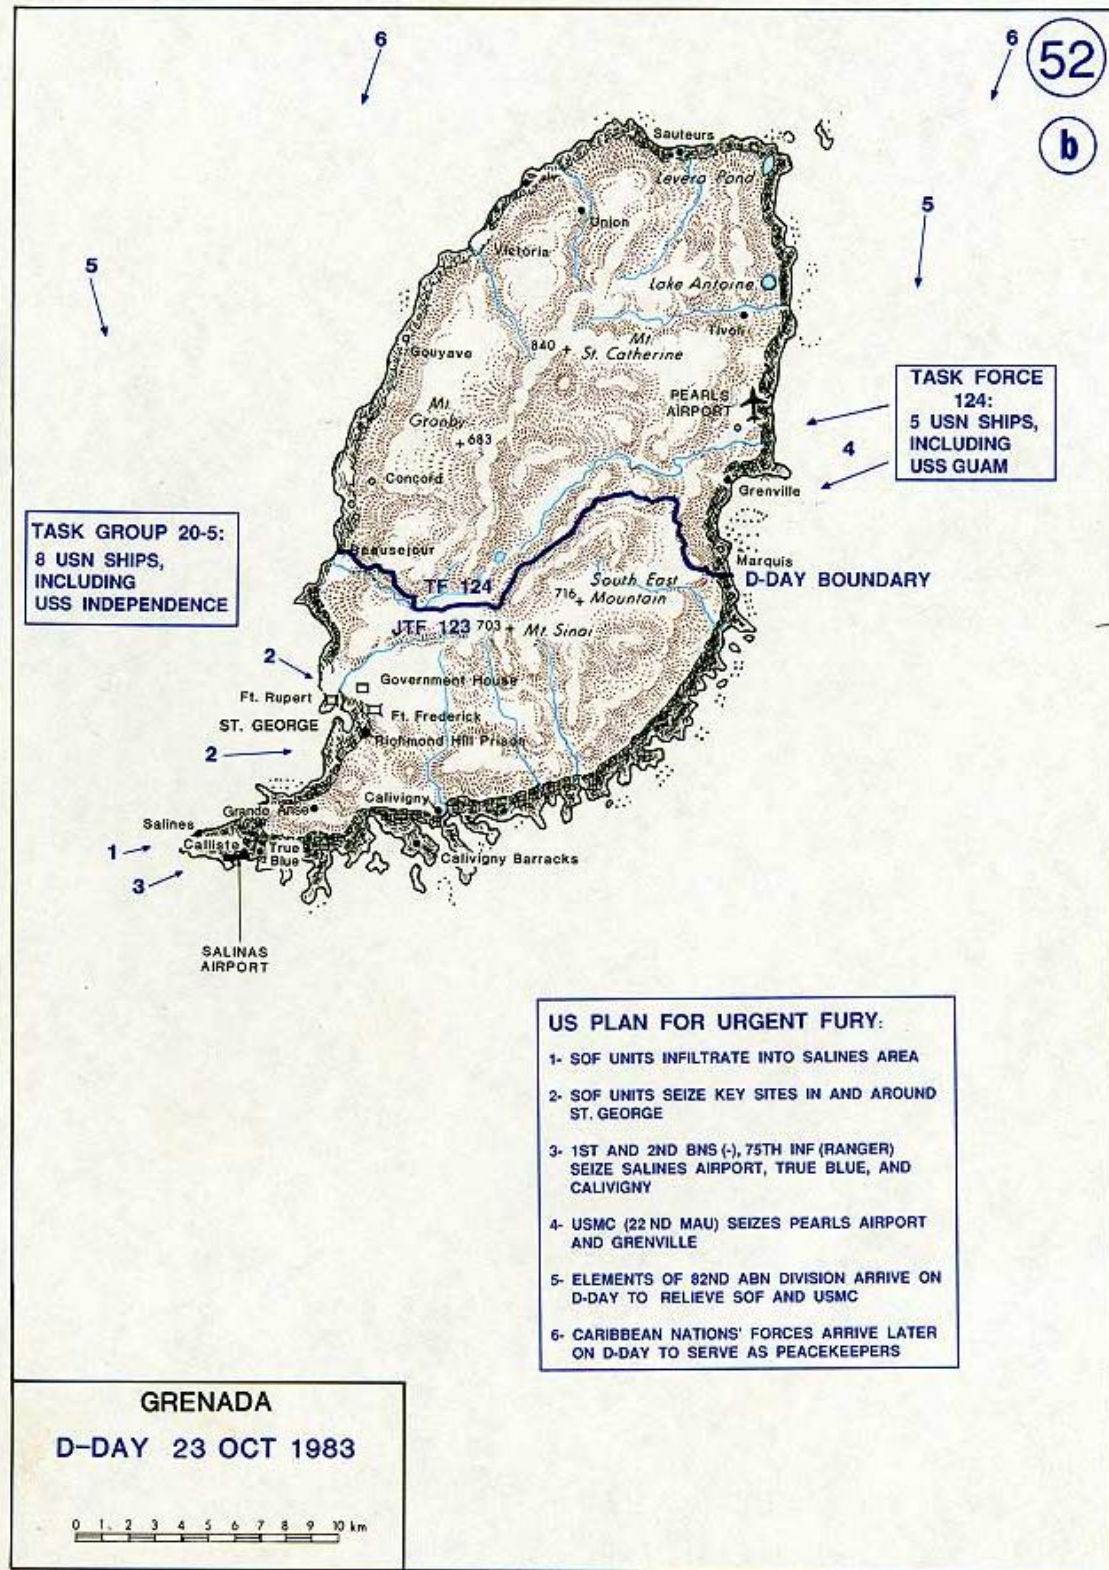 6
6
52
b
Sauteurs
Levera Pond
Union
5
Victoria
5
Lake Antoine
Tivoli
840
Mt.
St. Catherine
Gouyave
PEARLS
AIRPORT
TASK FORCE
124:
5 USN SHIPS,
INCLUDING
USS GUAM
Mt.
Granby
683
4
Concord
Grenville
TASK GROUP 20-5:
8 USN SHIPS,
INCLUDING
USS INDEPENDENCE
Beausejour
Marquis
D-DAY BOUNDARY
TF 124
South East
716 Mountain
JTF 123
703
Mt. Sinai
2
Government House
Ft. Rupert
Ft. Frederick
ST. GEORGE
Richmond Hill Prison
2
Calivigny
Grande Anse
Salines
Calliste
True
Blue
1
Calivigny Barracks
3
SALINAS
AIRPORT
US PLAN FOR URGENT FURY:
1- SOF UNITS INFILTRATE INTO SALINES AREA
2- SOF UNITS SEIZE KEY SITES IN AND AROUND
ST. GEORGE
3- 1ST AND 2ND BNS (-), 75TH INF (RANGER)
SEIZE SALINES AIRPORT, TRUE BLUE, AND
CALIVIGNY
4- USMC (22 ND MAU) SEIZES PEARLS AIRPORT
AND GRENVILLE
5- ELEMENTS OF 82ND ABN DIVISION ARRIVE ON
D-DAY TO RELIEVE SOF AND USMC
6- CARIBBEAN NATIONS' FORCES ARRIVE LATER
ON D-DAY TO SERVE AS PEACEKEEPERS
GRENADA
D-DAY 23 OCT 1983
0 1 2 3 4 5 6 7 8 9 10 km